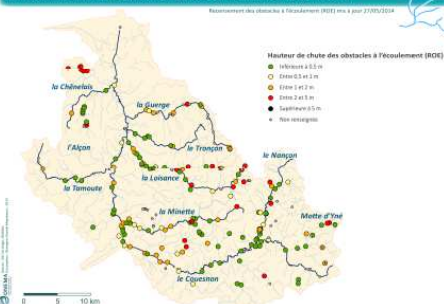 Recensement des obstacles à l'écoulement (ROE) mis à jour 27/05/2014
Hauteur de chute des obstacles à l'écoulement (ROE)
Inférieure à 0.5 m
Entre 0.5 et 1 m
Entre 1 et 2 m
Entre 2 et 5 m
Supérieure à 5 m
Non renseignée
la Chênelais
la Guerge
l'Alçon
le Tronçon
le Nançon
la Loisance
la Tamoute
la Minette
Motte d'Yné
le Couesnon
0 5 10 km
ONEMA